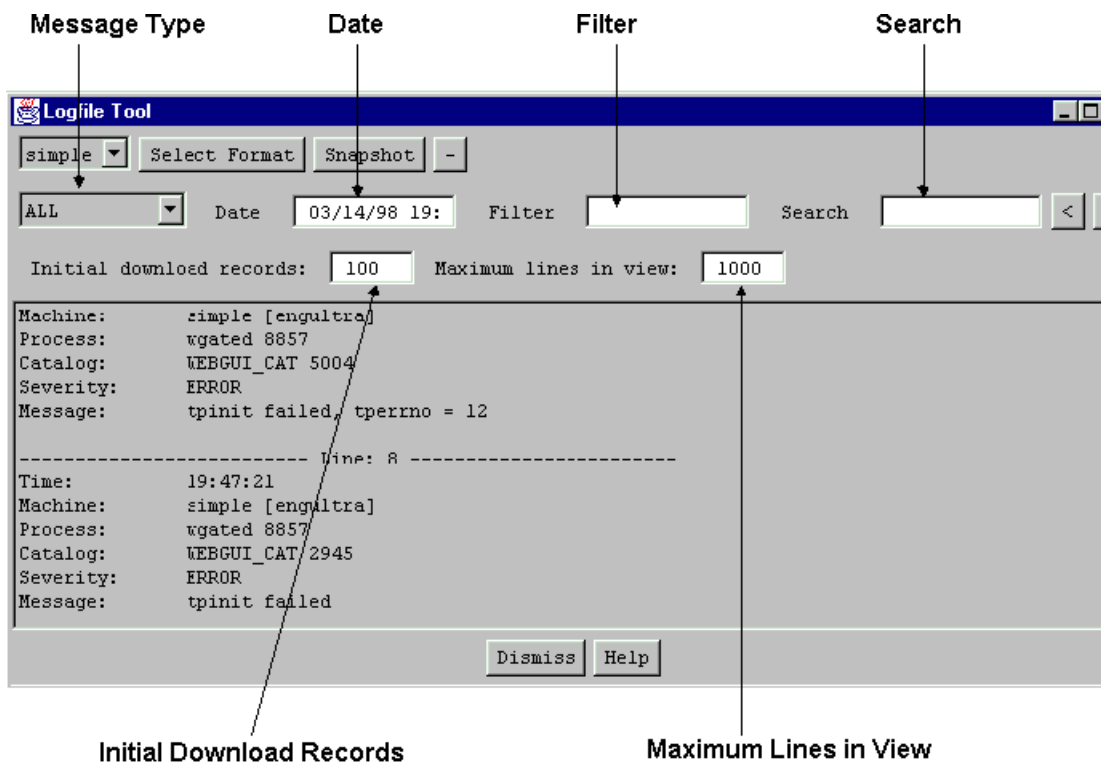 Message Type Date Filter Search
Logfile Tool
simple Select Format Snapshot -
ALL Date 03/14/98 19: Filter Search <
Initial download records: 100 Maximum lines in view: 1000
Machine: simple [engultra]
Process: wgated 8857
Catalog: WEBGUI_CAT 5004
Severity: ERROR
Message: tpinit failed, tperrno = 12
-------------------------- Line: 8 ------------------------
Time: 19:47:21
Machine: simple [engultra]
Process: wgated 8857
Catalog: WEBGUI_CAT 2945
Severity: ERROR
Message: tpinit failed
Dismiss Help
Initial Download Records Maximum Lines in View